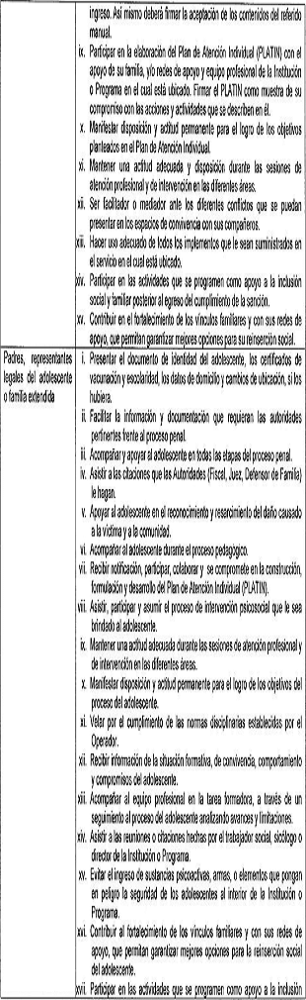 ingreso. Así mismo deberá firmar la aceptación de los contenidos del referido
manual.
ix. Participar en la elaboración del Plan de Atención Individual (PLATIN) con el
apoyo de su familia, y/o redes de apoyo y equipo profesional de la Institución
o Programa en el cual está ubicado. Firmar el PLATIN como muestra de su
compromiso con las acciones y actividades que se describen en él.
x. Manifestar disposición y actitud permanente para el logro de los objetivos
planteados en el Plan de Atención Individual.
xi. Mantener una actitud adecuada y disposición durante las sesiones de
atención profesional y de intervención en las diferentes áreas.
xii. Ser facilitador o mediador ante los diferentes conflictos que se puedan
presentar en los espacios de convivencia con sus compañeros.
xiii. Hacer uso adecuado de todos los implementos que le sean suministrados en
el servicio en el cual está ubicado.
xiv. Participar en las actividades que se programen como apoyo a la inclusión
social y familiar posterior al egreso del cumplimiento de la sanción.
xv. Contribuir en el fortalecimiento de los vínculos familiares y con sus redes de
apoyo, que permitan garantizar mejores opciones para su reinserción social.
Padres, representantes
legales del adolescente
o familia extendida
i. Presentar el documento de identidad del adolescente, los certificados de
vacunación y escolaridad, los datos de domicilio y cambios de ubicación, si los
hubiera.
ii. Facilitar la información y documentación que requieran las autoridades
pertinentes frente al proceso penal.
iii. Acompañar y apoyar al adolescente en todas las etapas del proceso penal.
iv. Asistir a las citaciones que las Autoridades (Fiscal, Juez, Defensor de Familia)
le hagan.
v. Apoyar al adolescente en el reconocimiento y resarcimiento del daño causado
a la víctima y a la comunidad.
vi. Acompañar al adolescente durante el proceso pedagógico.
vii. Recibir notificación, participar, colaborar y se compromete en la construcción,
formulación y desarrollo del Plan de Atención Individual (PLATIN).
viii. Asistir, participar y asumir el proceso de intervención psicosocial que le sea
brindado al adolescente.
ix. Mantener una actitud adecuada durante las sesiones de atención profesional y
de intervención en las diferentes áreas.
x. Manifestar disposición y actitud permanente para el logro de los objetivos del
proceso del adolescente.
xi. Velar por el cumplimiento de las normas disciplinarias establecidas por el
Operador.
xii. Recibir información de la situación formativa, de convivencia, comportamiento
y compromisos del adolescente.
xiii. Acompañar al equipo profesional en la tarea formadora, a través de un
seguimiento al proceso del adolescente analizando avances y limitaciones.
xiv. Asistir a las reuniones o citaciones hechas por el trabajador social, sicólogo o
director de la Institución o Programa.
xv. Evitar el ingreso de sustancias psicoactivas, armas, o elementos que pongan
en peligro la seguridad de los adolescentes al interior de la Institución o
Programa.
xvi. Contribuir al fortalecimiento de los vínculos familiares y con sus redes de
apoyo, que permitan garantizar mejores opciones para la reinserción social
del adolescente.
xvii. Participar en las actividades que se programen como apoyo a la inclusión